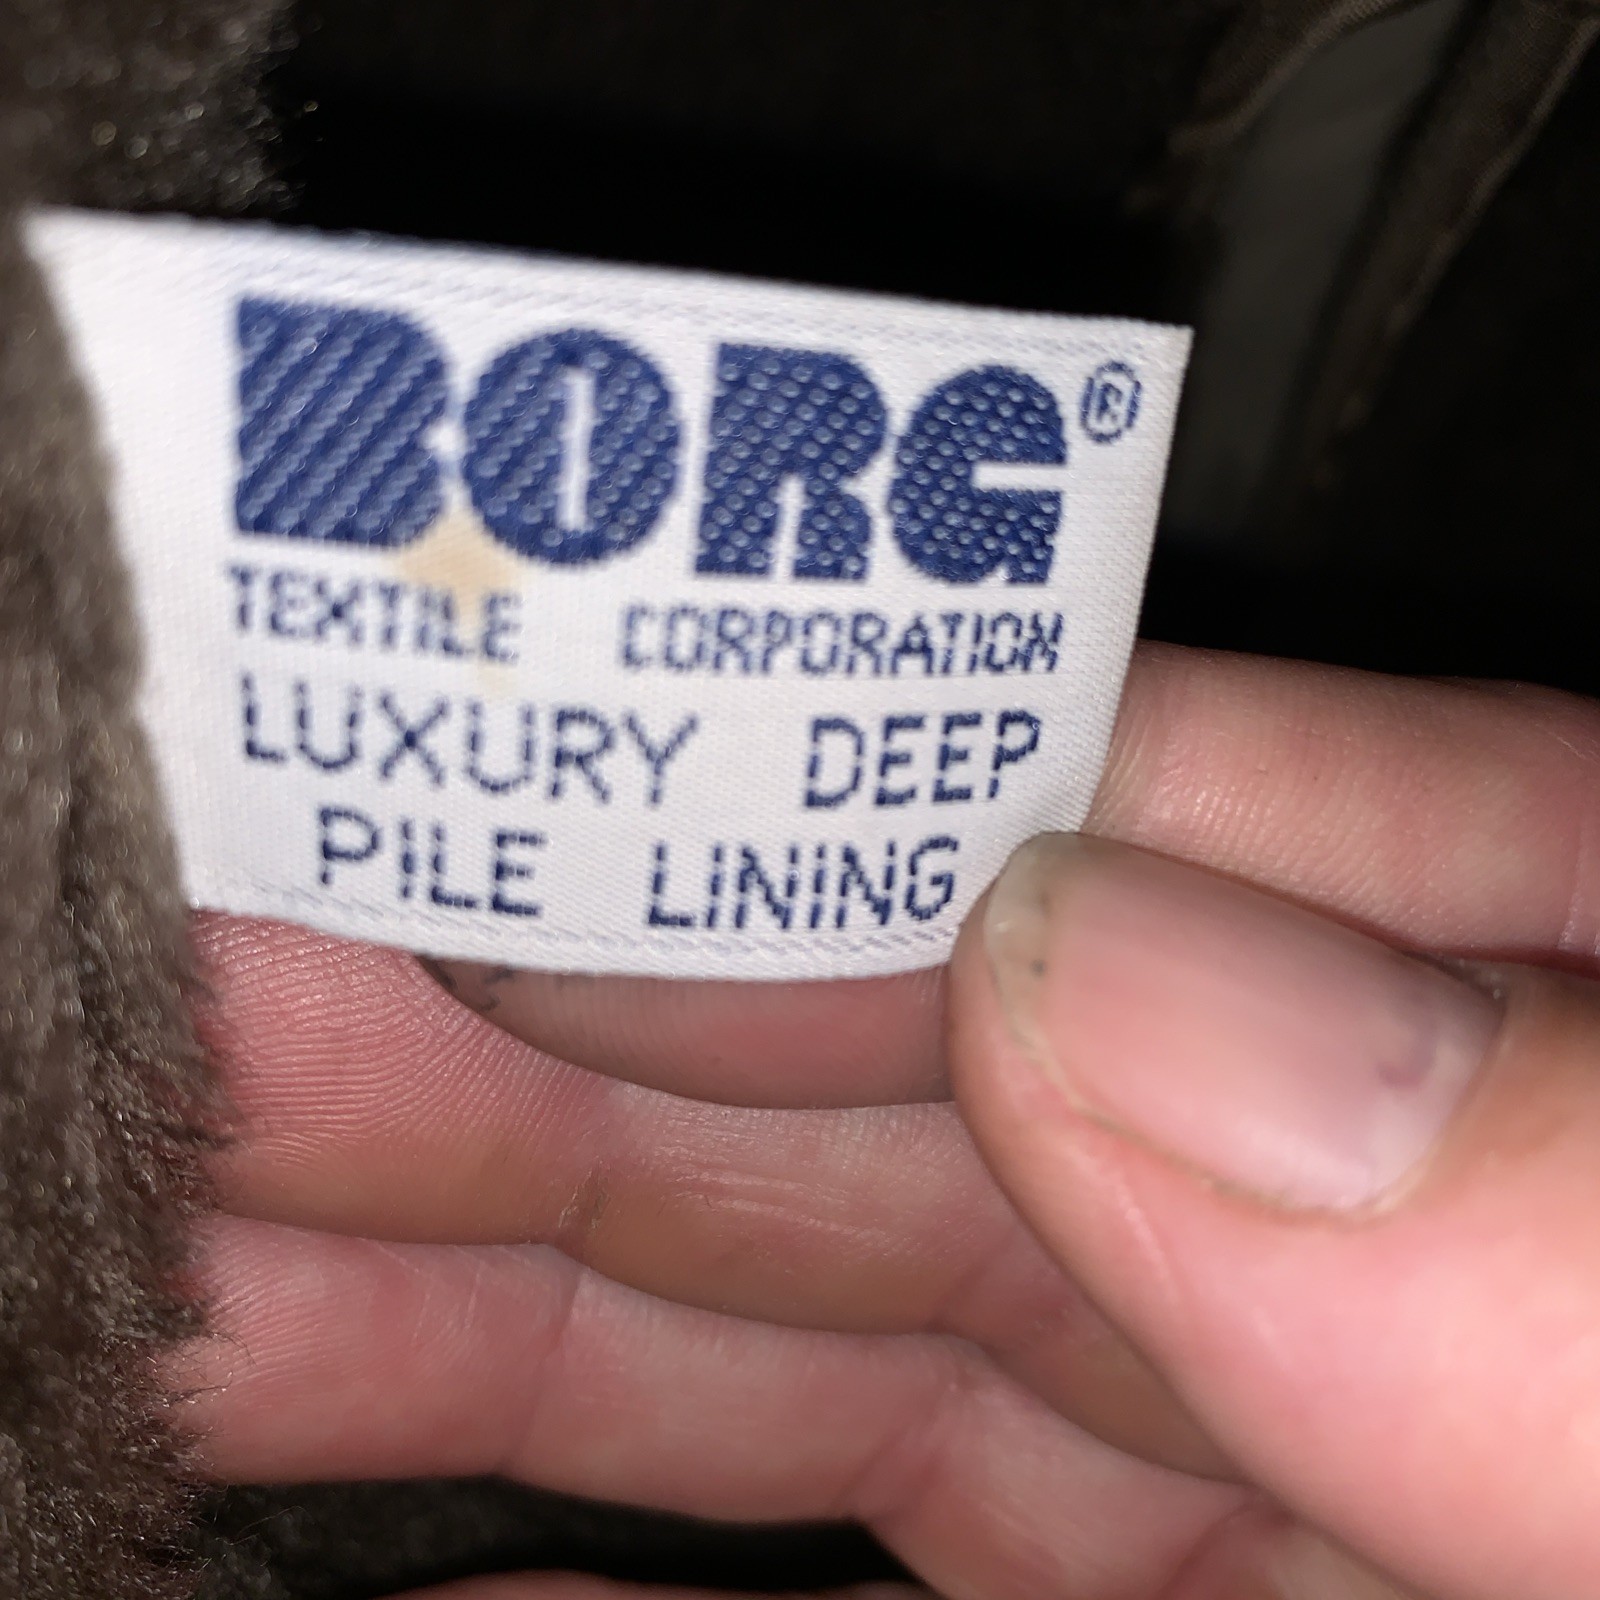 BORG®
TEXTILE CORPORATION
LUXURY DEEP
PILE LINING